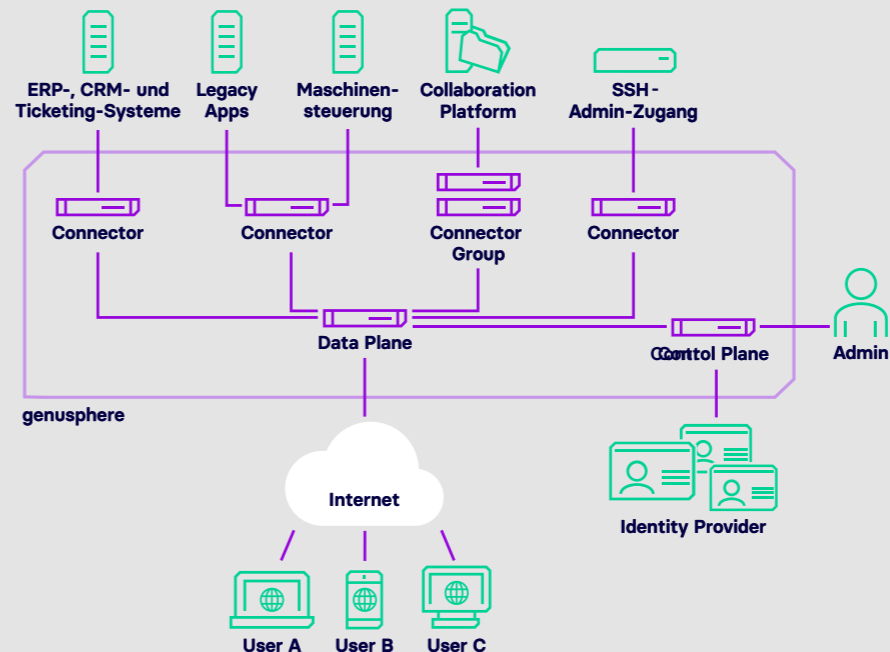 ERP-, CRM- und
Ticketing-Systeme
Legacy
Apps
Maschinen-
steuerung
Collaboration
Platform
SSH-
Admin-Zugang
Connector
Connector
Connector
Group
Connector
Data Plane
Contol Plane
Admin
genusphere
Internet
Identity Provider
User A
User B
User C